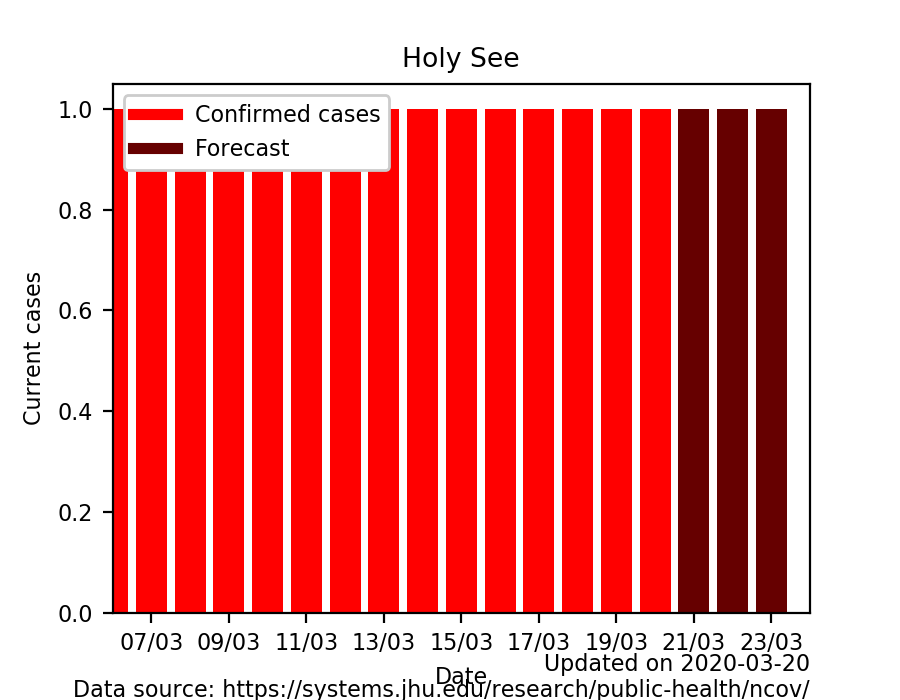 Holy See
Confirmed cases
Forecast
Current cases
1.0
0.8
0.6
0.4
0.2
0.0
07/03 09/03 11/03 13/03 15/03 17/03 19/03 21/03 23/03
Updated on 2020-03-20
Date
Data source: https://systems.jhu.edu/research/public-health/ncov/